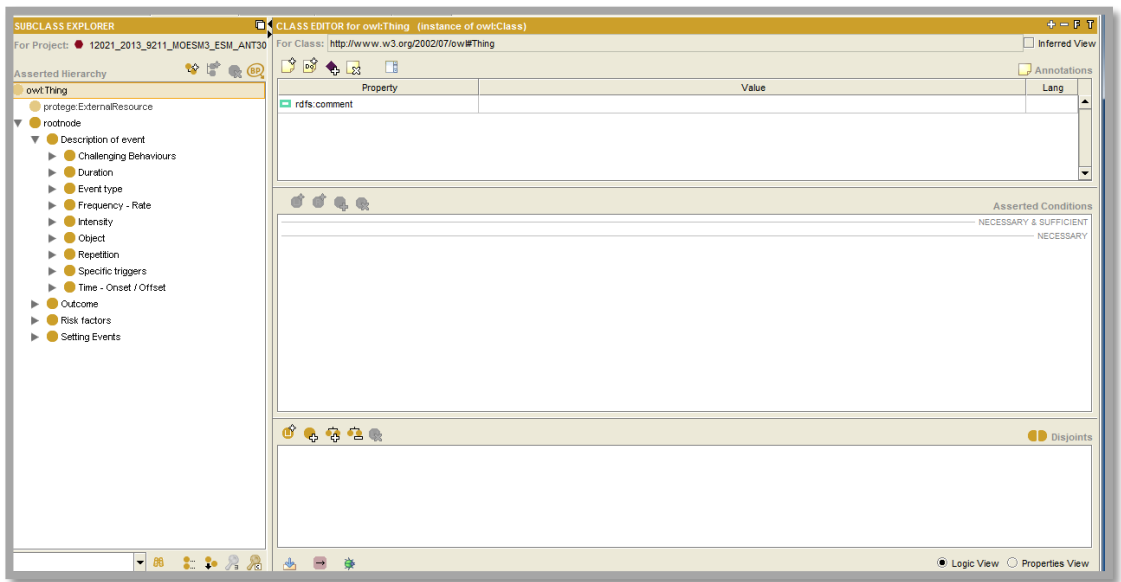 SUBCLASS EXPLORER
For Project: 12021_2013_9211_MOESM3_ESM_ANT30
Asserted Hierarchy
BP
owl:Thing
protege:ExternalResource
rootnode
Description of event
Challenging Behaviours
Duration
Event type
Frequency - Rate
Intensity
Object
Repetition
Specific triggers
Time - Onset / Offset
Outcome
Risk factors
Setting Events
CLASS EDITOR for owl:Thing (instance of owl:Class)
F T
For Class: http://www.w3.org/2002/07/owl#Thing
Inferred View
Annotations
Property Value Lang
rdfs:comment
Asserted Conditions
NECESSARY & SUFFICIENT
NECESSARY
Disjoints
Logic View Properties View